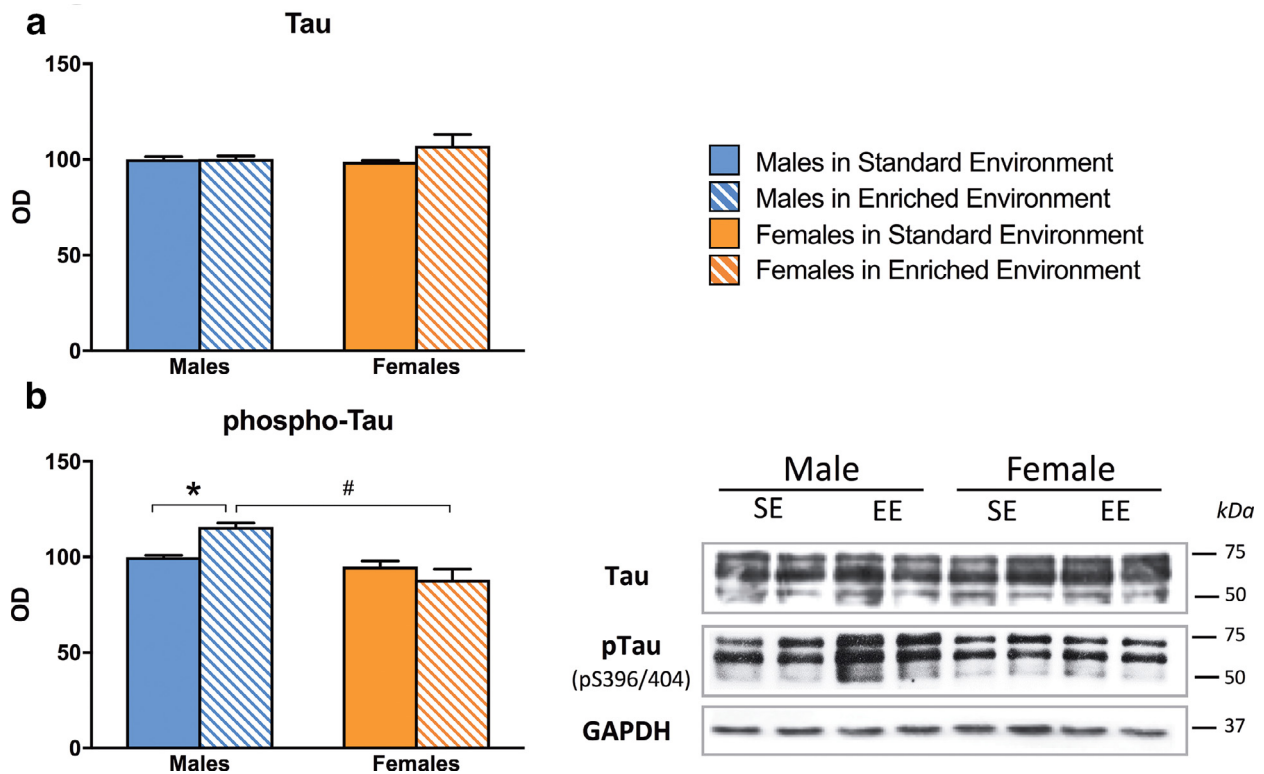 a
Tau
150
100
50
0
OD
Males
Females
Males in Standard Environment
Males in Enriched Environment
Females in Standard Environment
Females in Enriched Environment
b
phospho-Tau
150
100
50
0
OD
*
#
Males
Females
Male
Female
SE
EE
SE
EE
kDa
Tau
75
50
pTau
(pS396/404)
75
50
GAPDH
37